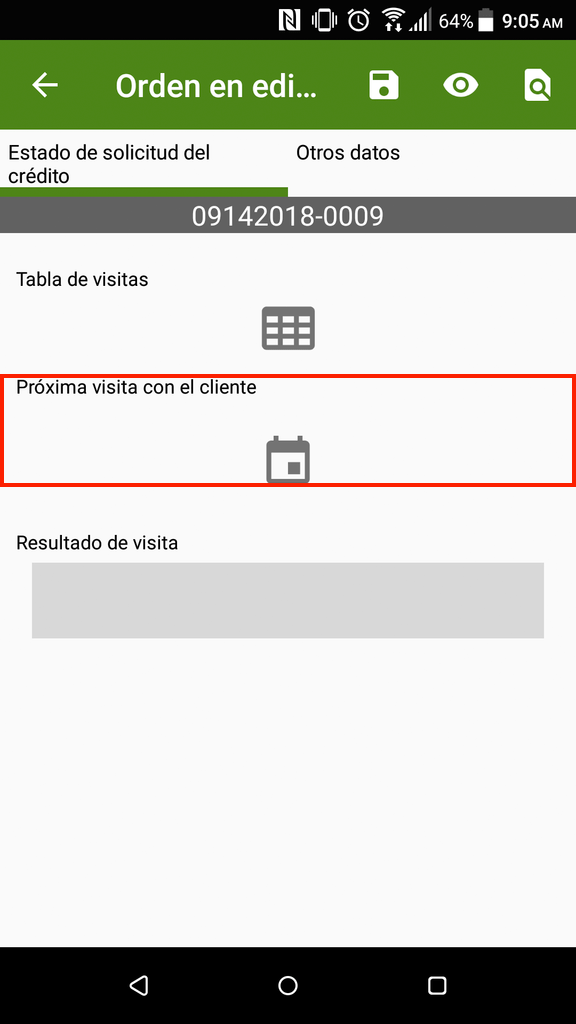 64% 9:05 AM
Orden en edi...
Estado de solicitud del
crédito
Otros datos
09142018-0009
Tabla de visitas
Próxima visita con el cliente
Resultado de visita